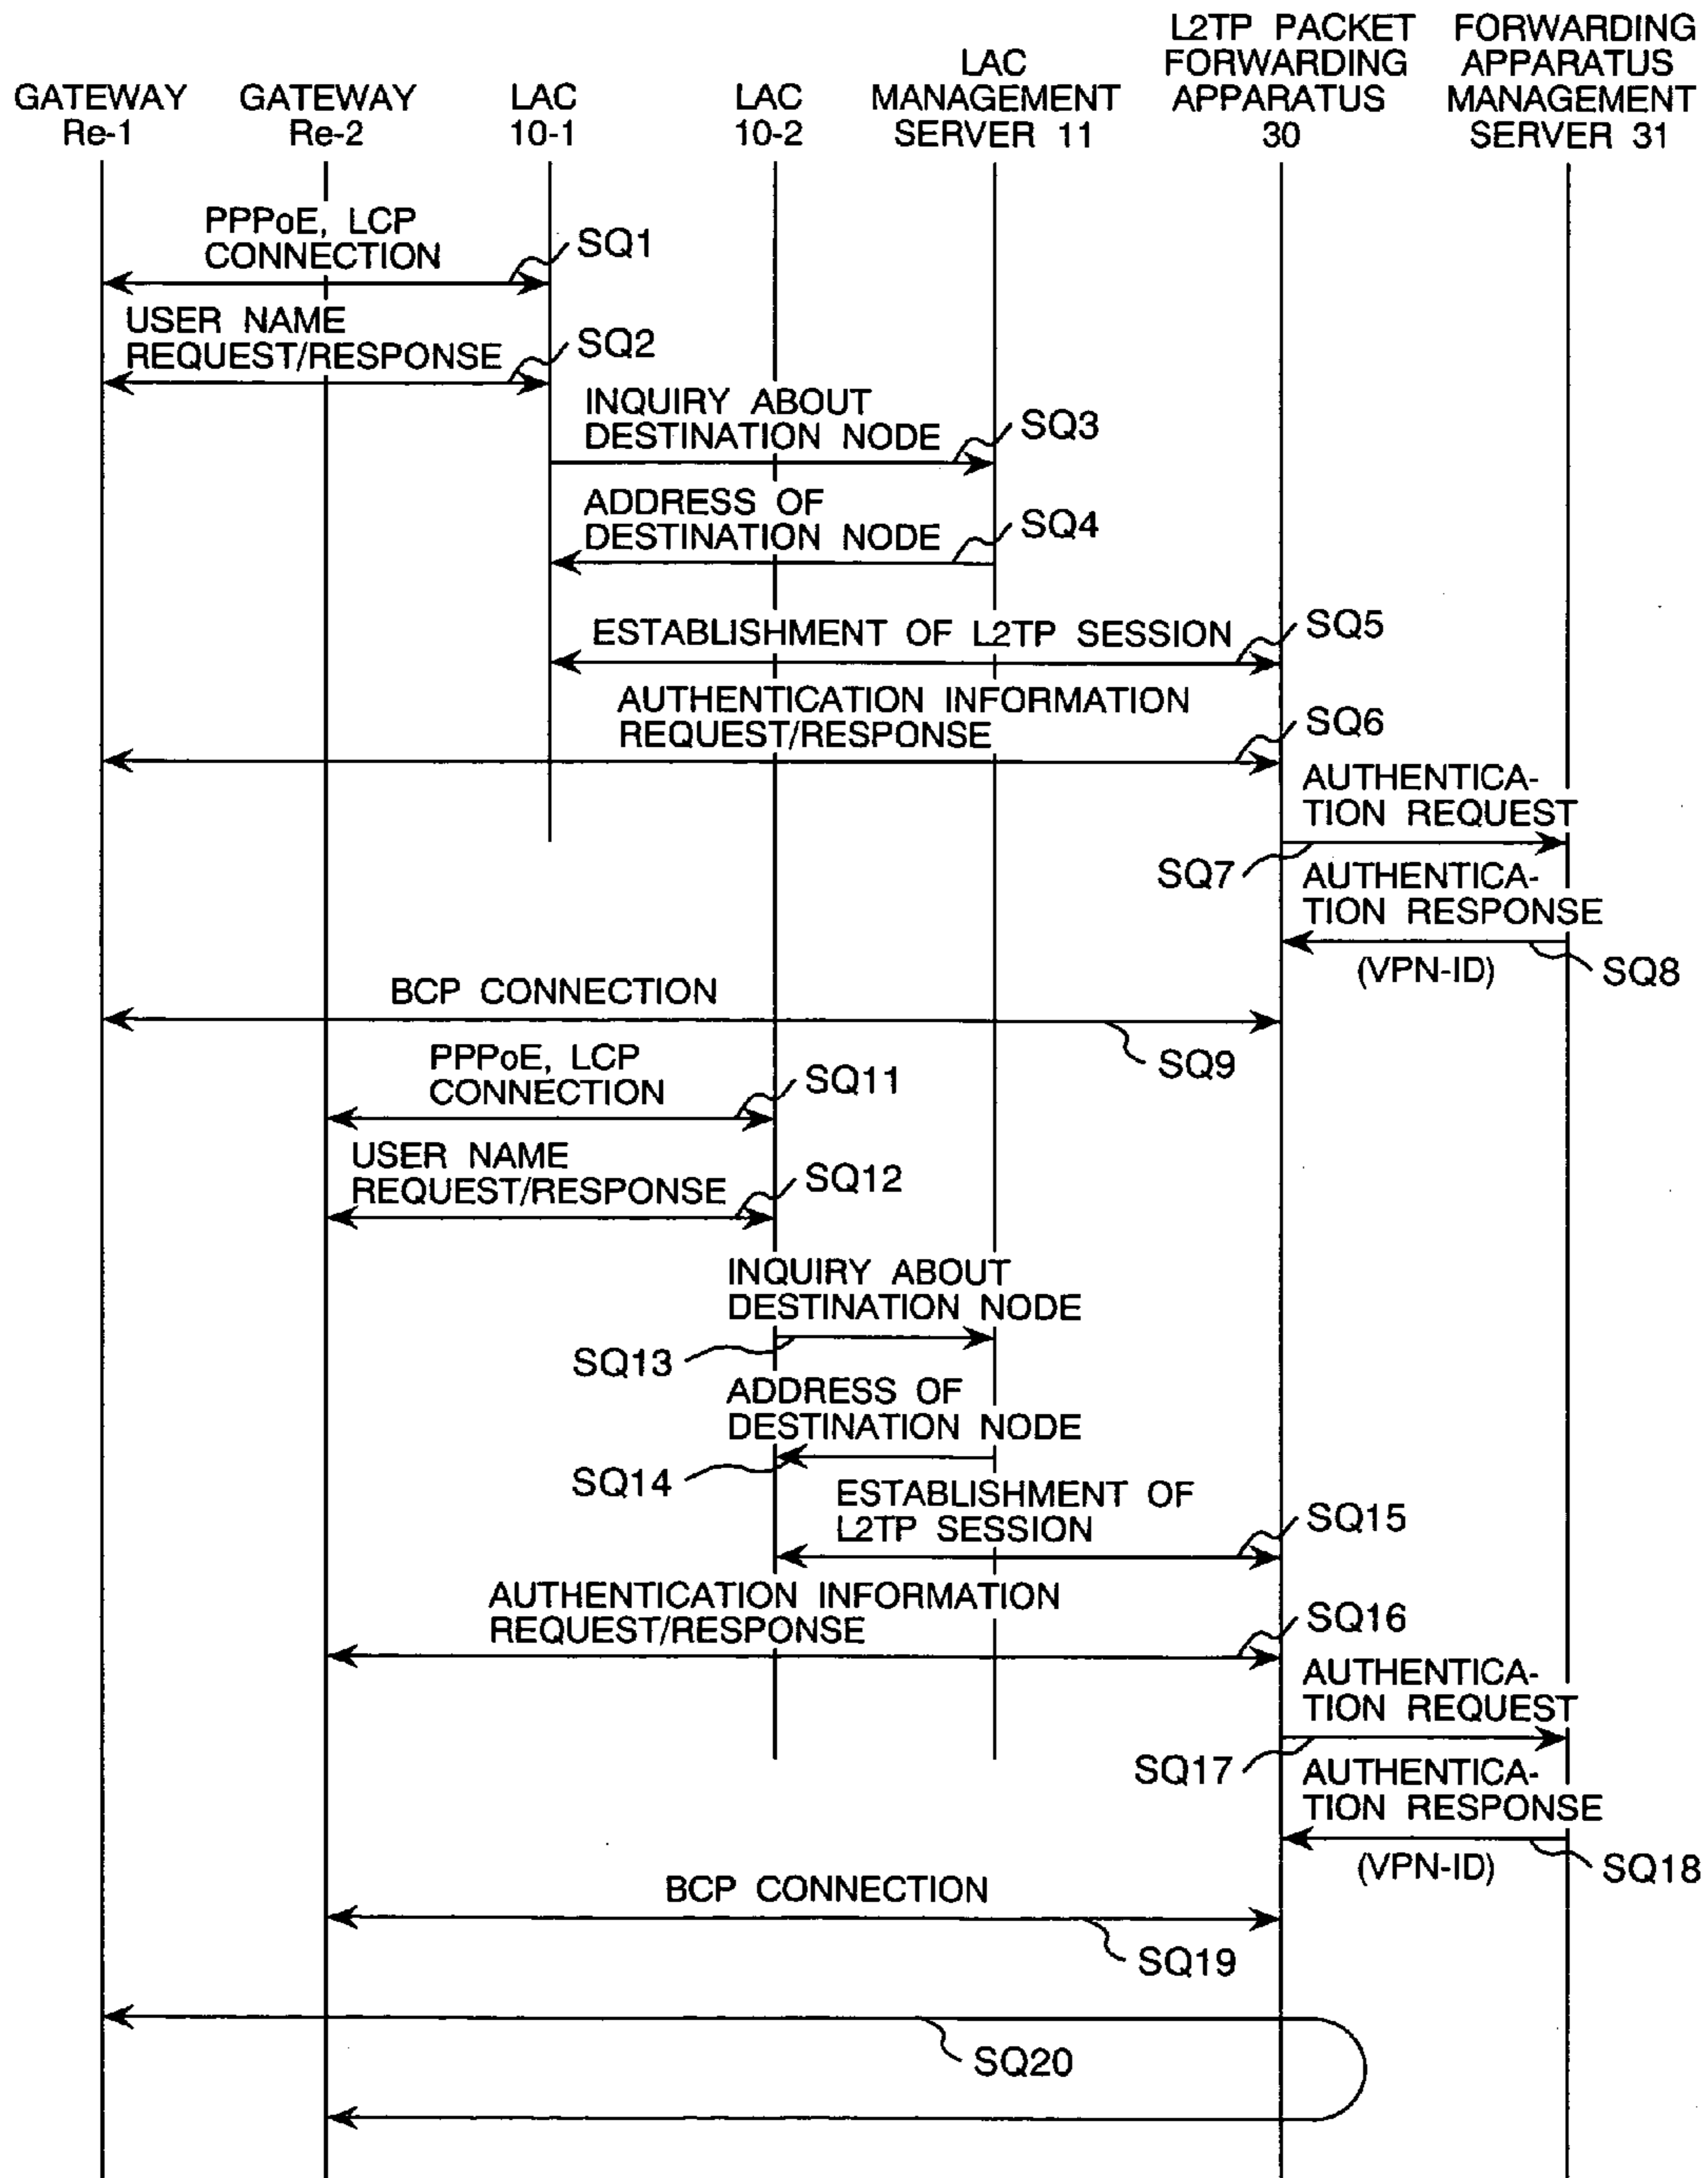 GATEWAY
Re-1
GATEWAY
Re-2
LAC
10-1
LAC
10-2
LAC
MANAGEMENT
SERVER 11
L2TP PACKET
FORWARDING
APPARATUS
30
FORWARDING
APPARATUS
MANAGEMENT
SERVER 31
PPPoE, LCP
CONNECTION
SQ1
USER NAME
REQUEST/RESPONSE
SQ2
INQUIRY ABOUT
DESTINATION NODE
SQ3
ADDRESS OF
DESTINATION NODE
SQ4
ESTABLISHMENT OF L2TP SESSION
SQ5
AUTHENTICATION INFORMATION
REQUEST/RESPONSE
SQ6
AUTHENTICA-
TION REQUEST
SQ7
AUTHENTICA-
TION RESPONSE
(VPN-ID)
SQ8
BCP CONNECTION
SQ9
PPPoE, LCP
CONNECTION
SQ11
USER NAME
REQUEST/RESPONSE
SQ12
INQUIRY ABOUT
DESTINATION NODE
SQ13
ADDRESS OF
DESTINATION NODE
SQ14
ESTABLISHMENT OF
L2TP SESSION
SQ15
AUTHENTICATION INFORMATION
REQUEST/RESPONSE
SQ16
AUTHENTICA-
TION REQUEST
SQ17
AUTHENTICA-
TION RESPONSE
(VPN-ID)
SQ18
BCP CONNECTION
SQ19
SQ20